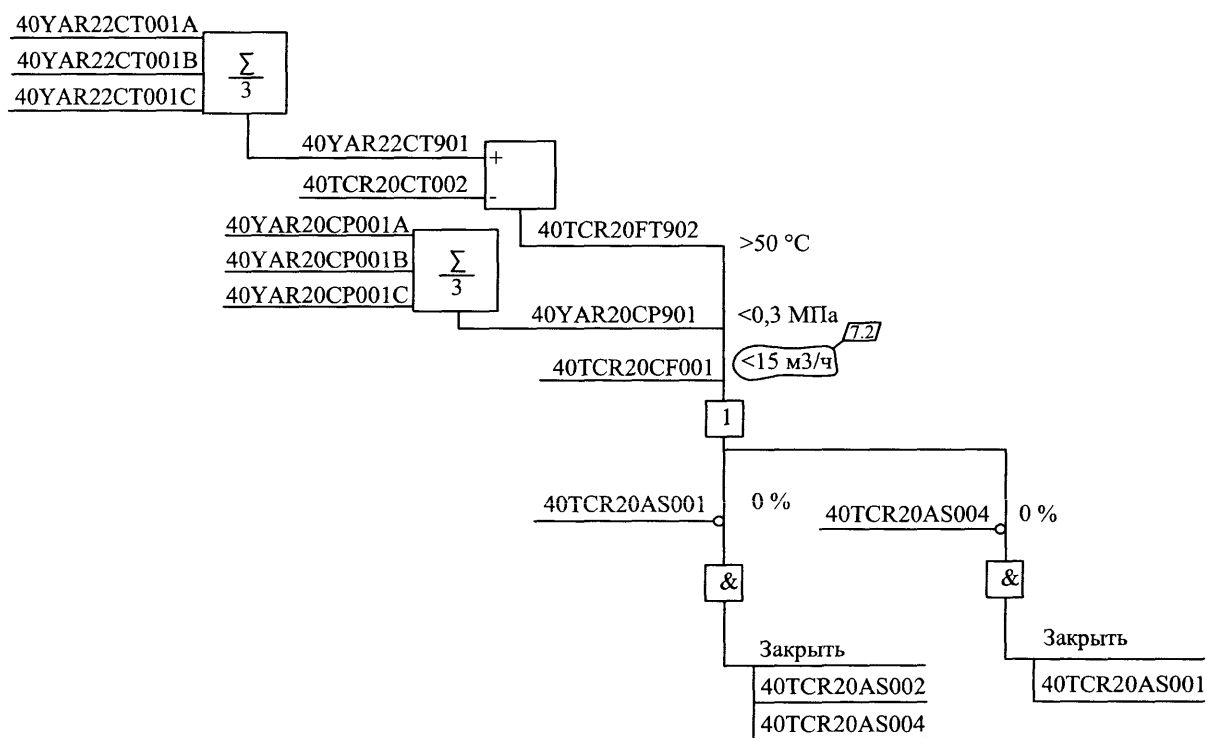 40YAR22CT001A
40YAR22CT001B
40YAR22CT001C
Σ
3
40YAR22CT901
+
40TCR20CT002
-
40YAR20CP001A
40YAR20CP001B
40YAR20CP001C
Σ
3
40TCR20FT902
>50 °C
40YAR20CP901
<0,3 МПа
7.2
40TCR20CF001
<15 м3/ч
1
40TCR20AS001
0 %
40TCR20AS004
0 %
&
&
Закрыть
40TCR20AS002
40TCR20AS004
Закрыть
40TCR20AS001